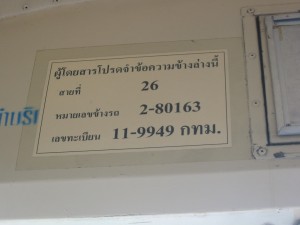 ผู้โดยสารโปรดจำข้อความข้างล่างนี้
สายที่ 26
หมายเลขข้างรถ 2-80163
เลขทะเบียน 11-9949 กทม.